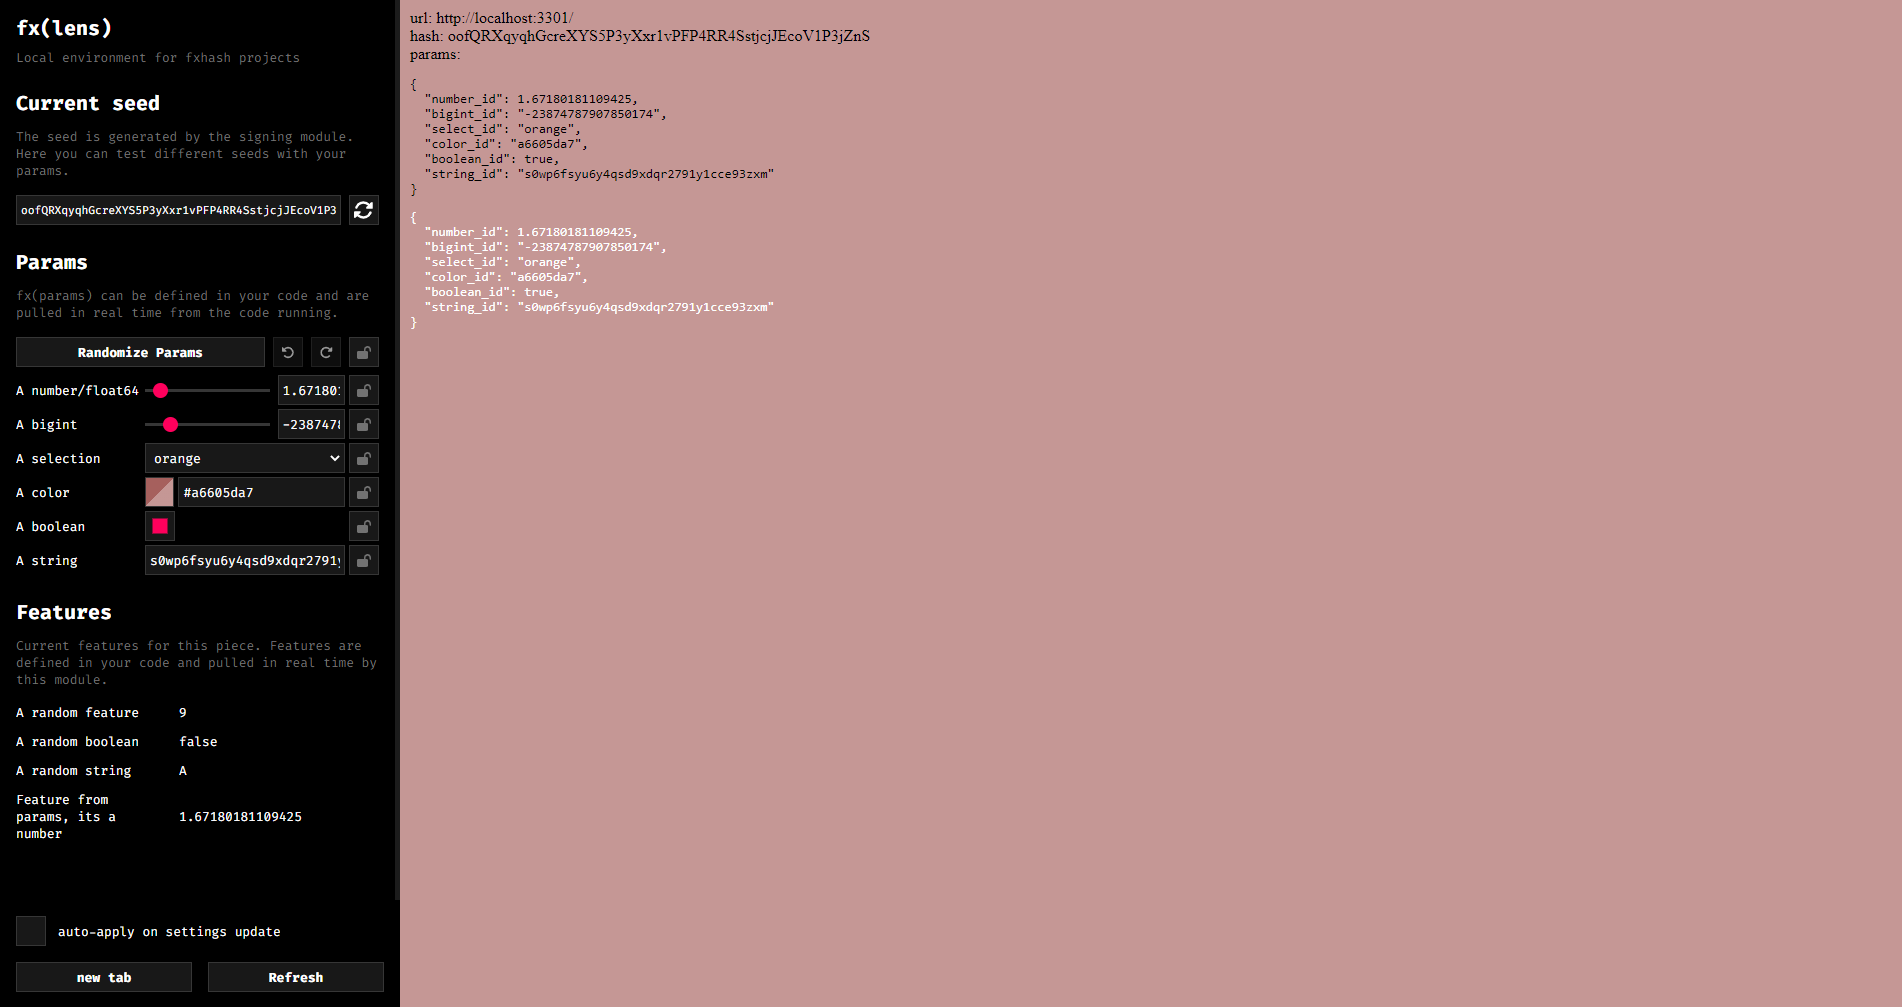 fx(lens)
Local environment for fxhash projects
Current seed
The seed is generated by the signing module.
Here you can test different seeds with your
params.
oofQRXqyqhGcreXYS5P3yXxr1vPFP4RR4SstjcjJEcoV1P3
Params
fx(params) can be defined in your code and are
pulled in real time from the code running.
Randomize Params
A number/float64 1.67180
A bigint -238747
A selection orange
A color #a6605da7
A boolean
A string s0wp6fsyu6y4qsd9xdqr2791
Features
Current features for this piece. Features are
defined in your code and pulled in real time by
this module.
A random feature 9
A random boolean false
A random string A
Feature from
params, its a 1.67180181109425
number
auto-apply on settings update
new tab Refresh
url: http://localhost:3301/
hash: oofQRXqyqhGcreXYS5P3yXxr1vPFP4RR4SstjcjJEcoV1P3jZnS
params:
{
"number_id": 1.67180181109425,
"bigint_id": "-23874787907850174",
"select_id": "orange",
"color_id": "a6605da7",
"boolean_id": true,
"string_id": "s0wp6fsyu6y4qsd9xdqr2791y1cce93zxm"
}
{
"number_id": 1.67180181109425,
"bigint_id": "-23874787907850174",
"select_id": "orange",
"color_id": "a6605da7",
"boolean_id": true,
"string_id": "s0wp6fsyu6y4qsd9xdqr2791y1cce93zxm"
}